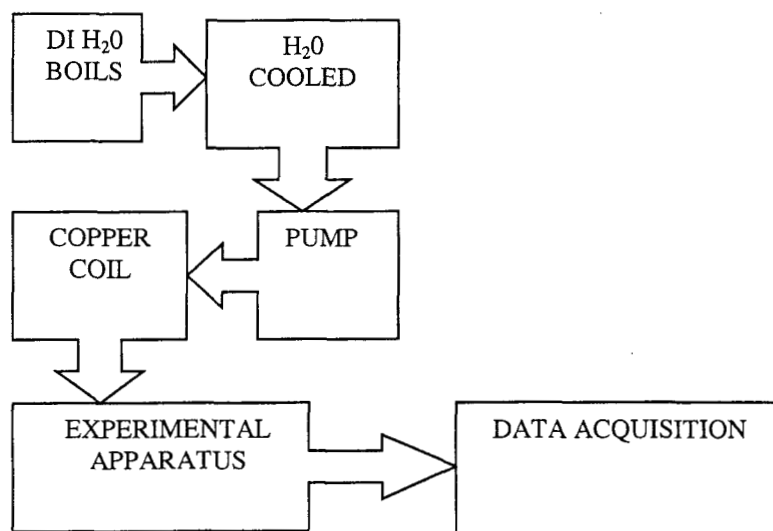 DI H₂0
BOILS
H₂0
COOLED
COPPER
COIL
PUMP
EXPERIMENTAL
APPARATUS
DATA ACQUISITION